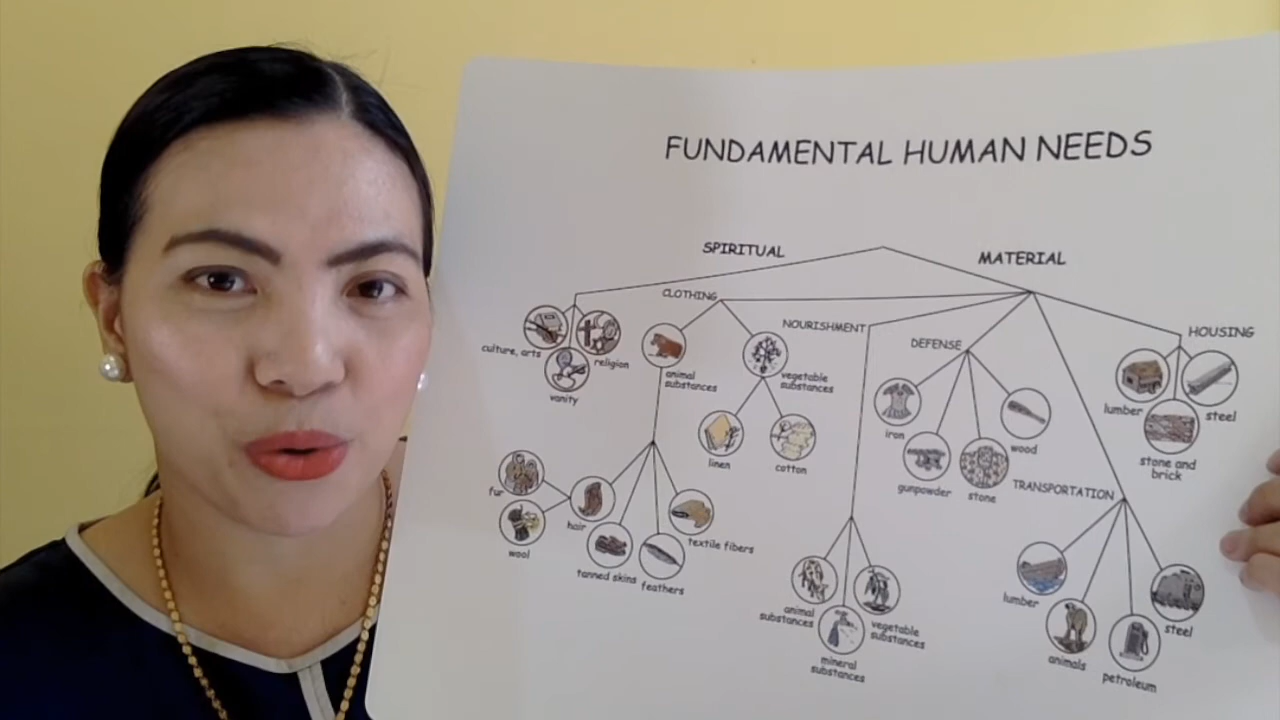 FUNDAMENTAL HUMAN NEEDS
SPIRITUAL
MATERIAL
CLOTHING
NOURISHMENT
DEFENSE
HOUSING
culture, arts
religion
vanity
animal
substances
vegetable
substances
linen
cotton
iron
gunpowder
stone
wood
lumber
steel
stone and
brick
fur
wool
hair
tanned skins
feathers
textile fibers
TRANSPORTATION
animal
substances
mineral
substances
vegetable
substances
lumber
animals
petroleum
steel